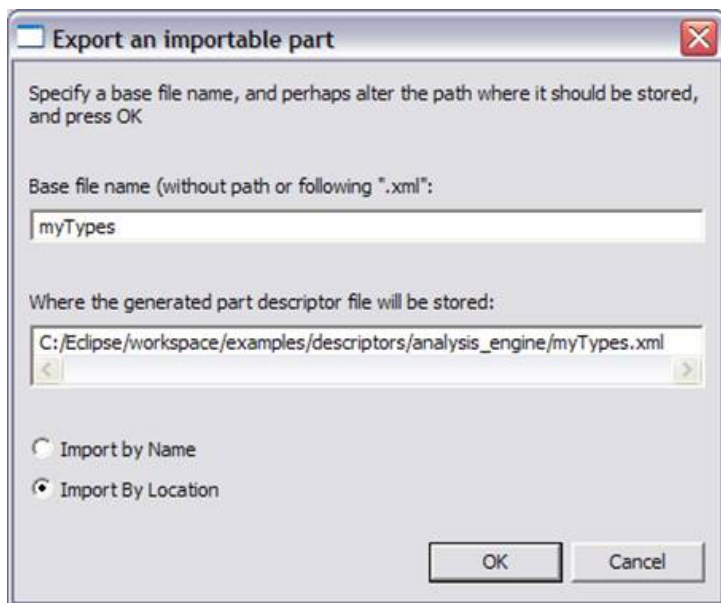 Export an importable part
Specify a base file name, and perhaps alter the path where it should be stored,
and press OK
Base file name (without path or following ".xml":
myTypes
Where the generated part descriptor file will be stored:
C:/Eclipse/workspace/examples/descriptors/analysis_engine/myTypes.xml
Import by Name
Import By Location
OK
Cancel